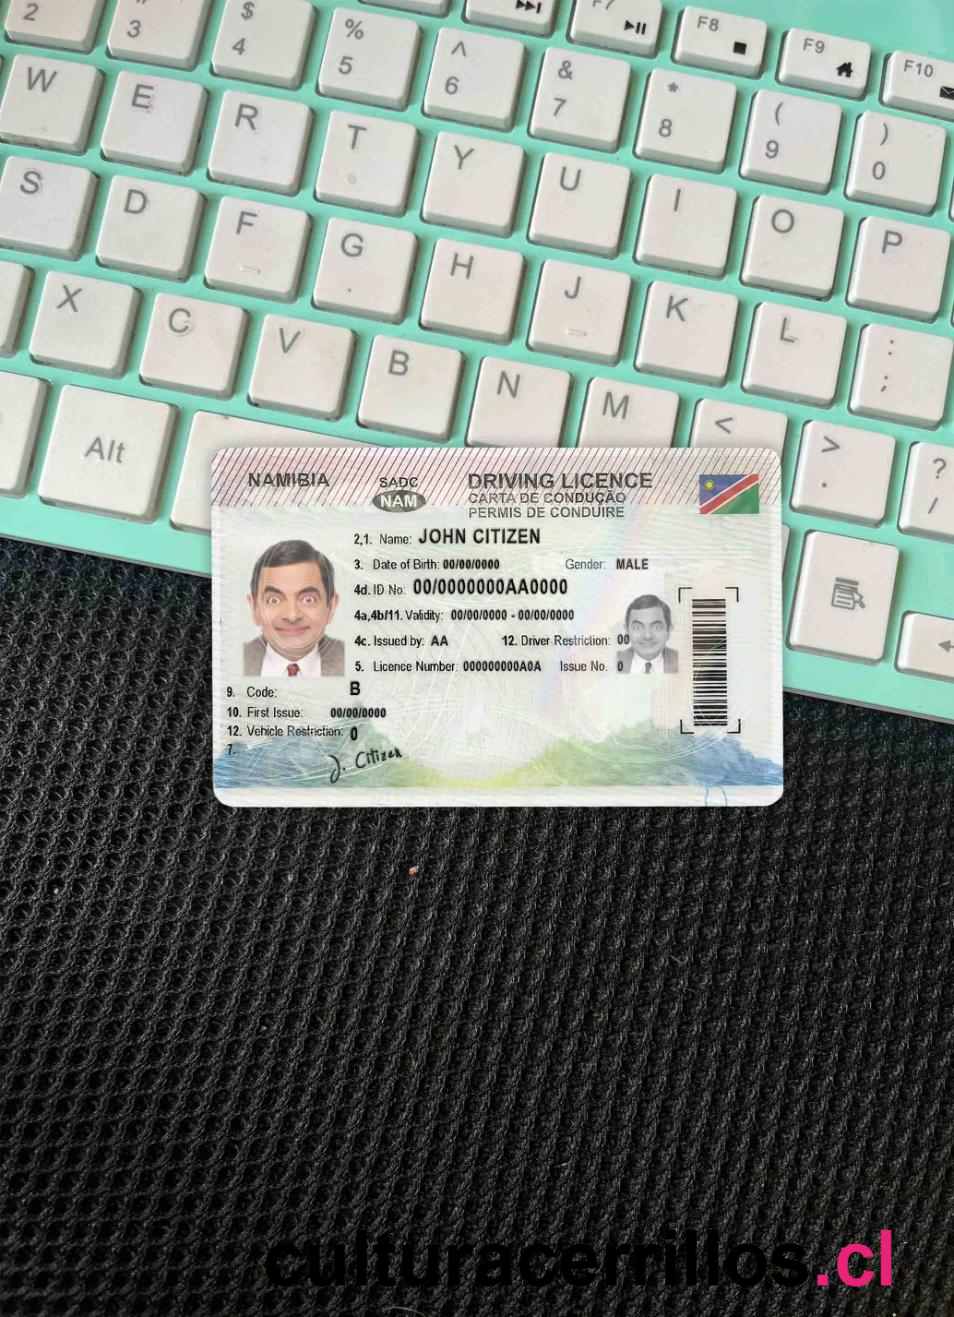 2 # 3 $ 4 % 5 ^ 6 & 7 * 8 ( 9 ) 0
F7 F8 F9 F10
W E R T Y U I O P
S D F G H J K L : ;
X C V B N M < > . ? /
Alt
NAMIBIA
SADC
NAM
DRIVING LICENCE
CARTA DE CONDUÇÃO
PERMIS DE CONDUIRE
2,1. Name: JOHN CITIZEN
3. Date of Birth: 00/00/0000 Gender: MALE
4d. ID No: 00/0000000AA0000
4a,4b/11. Validity: 00/00/0000 - 00/00/0000
4c. Issued by: AA 12. Driver Restriction: 00
5. Licence Number: 000000000A0A Issue No. 0
9. Code: B
10. First Issue: 00/00/0000
12. Vehicle Restriction: 0
7.
J. Citizen
culturacerrillos.cl